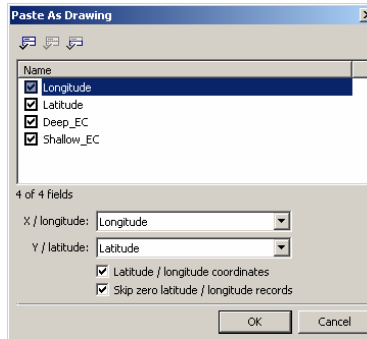 Paste As Drawing
Name
Longitude
Latitude
Deep_EC
Shallow_EC
4 of 4 fields
X / longitude: Longitude
Y / latitude: Latitude
Latitude / longitude coordinates
Skip zero latitude / longitude records
OK Cancel